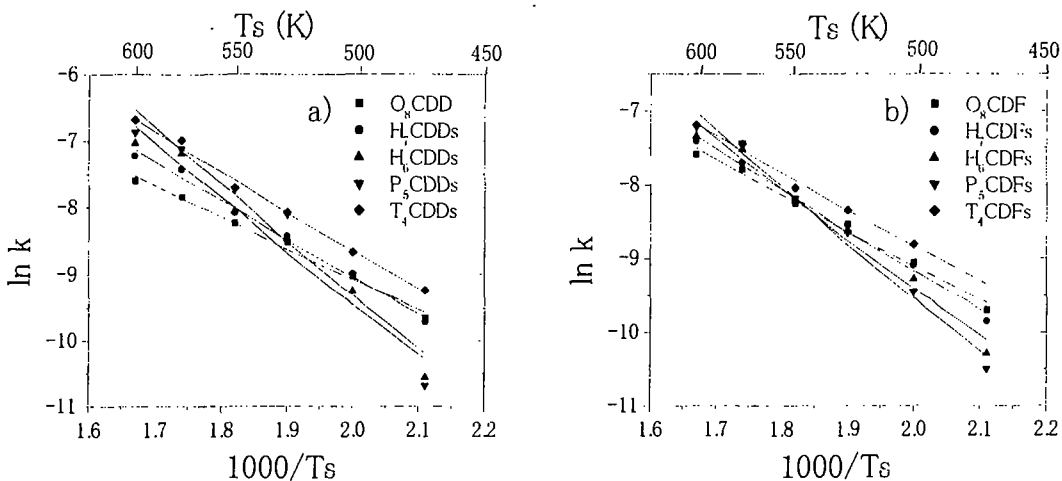 Ts (K)
600 550 500 450
a)
O₈CDD
H₇CDDs
H₆CDDs
P₅CDDs
T₄CDDs
-6
-7
-8
-9
-10
-11
ln k
1.6 1.7 1.8 1.9 2.0 2.1 2.2
1000/Ts
Ts (K)
600 550 500 450
b)
O₈CDF
H₇CDFs
H₆CDFs
P₅CDFs
T₄CDFs
-7
-8
-9
-10
-11
ln k
1.6 1.7 1.8 1.9 2.0 2.1 2.2
1000/Ts